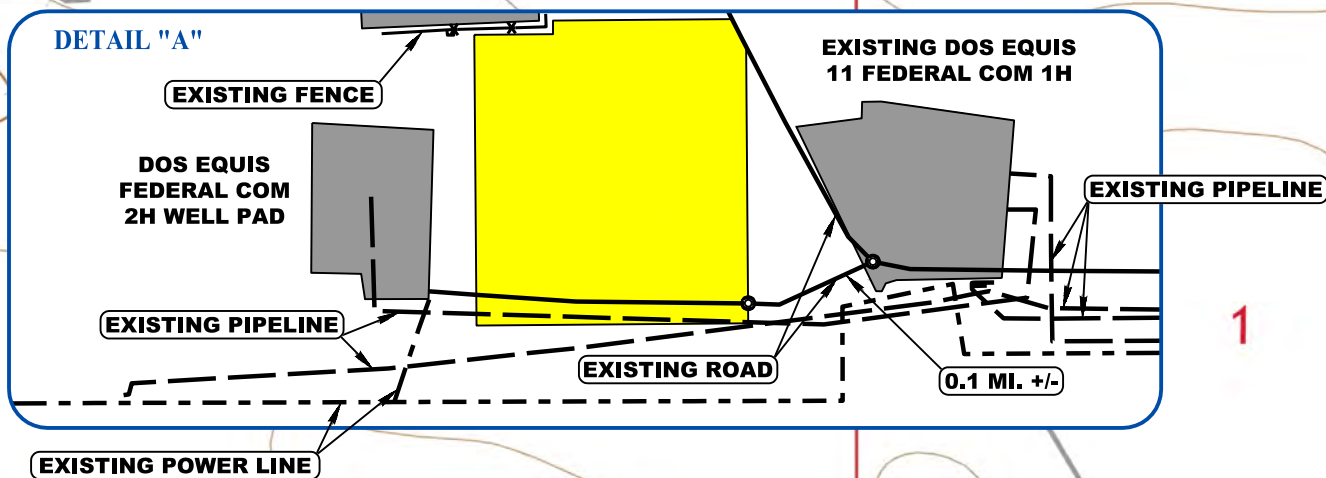 DETAIL "A"
EXISTING FENCE
EXISTING DOS EQUIS
11 FEDERAL COM 1H
DOS EQUIS
FEDERAL COM
2H WELL PAD
EXISTING PIPELINE
EXISTING PIPELINE
EXISTING ROAD
0.1 MI. +/-
1
EXISTING POWER LINE